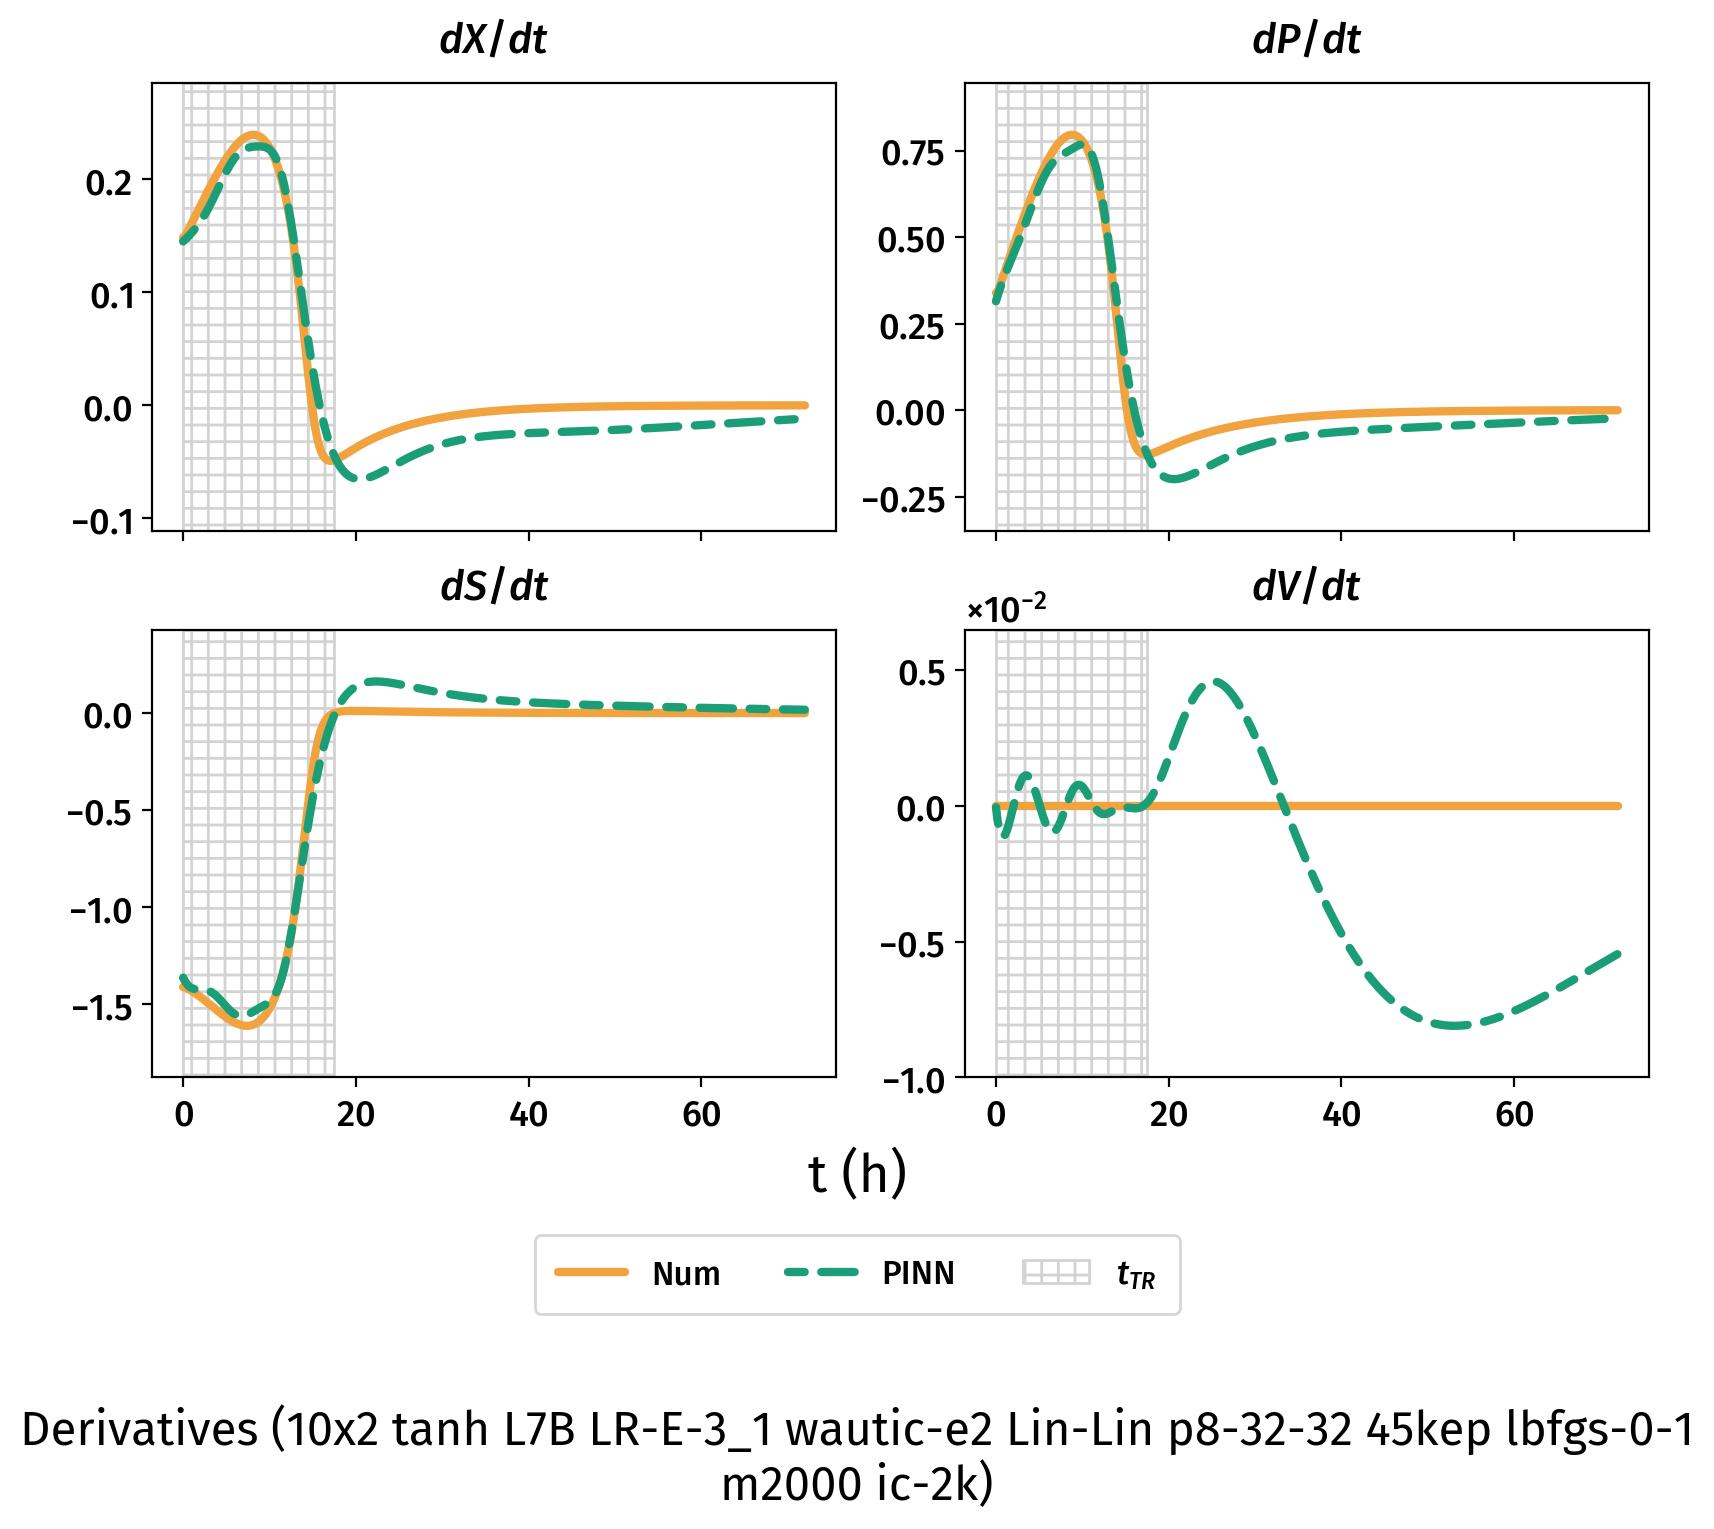 dX/dt
dP/dt
0.2
0.1
0.0
−0.1
0.75
0.50
0.25
0.00
−0.25
dS/dt
dV/dt
×10⁻²
0.0
−0.5
−1.0
−1.5
0.5
0.0
−0.5
−1.0
0 20 40 60
0 20 40 60
t (h)
Num PINN t_TR
Derivatives (10x2 tanh L7B LR-E-3_1 wautic-e2 Lin-Lin p8-32-32 45kep lbfgs-0-1
m2000 ic-2k)